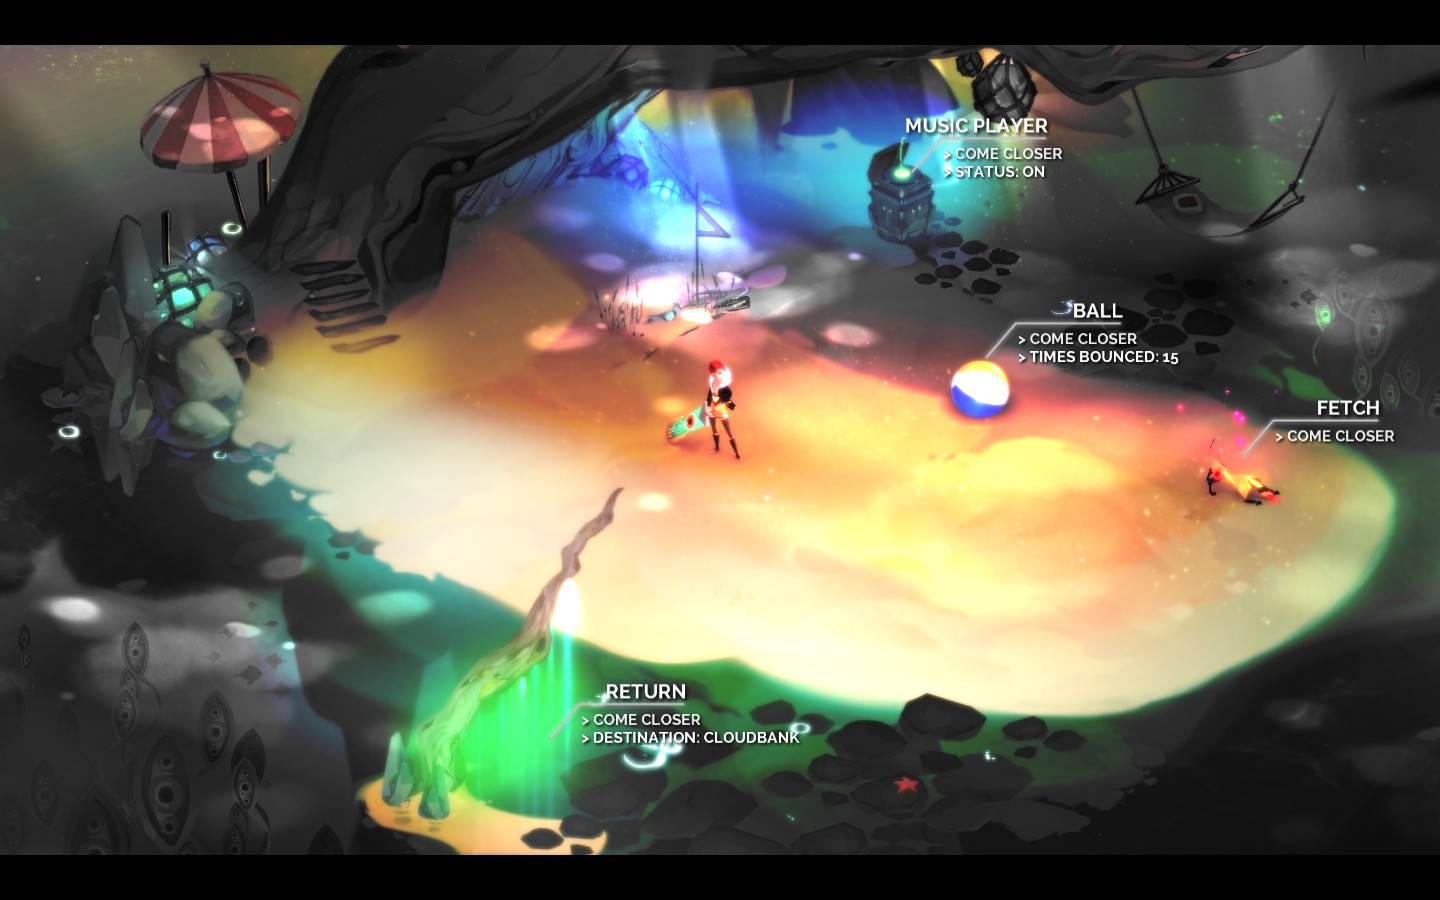 MUSIC PLAYER
> COME CLOSER
> STATUS: ON
BALL
> COME CLOSER
> TIMES BOUNCED: 15
FETCH
> COME CLOSER
RETURN
> COME CLOSER
> DESTINATION: CLOUDBANK